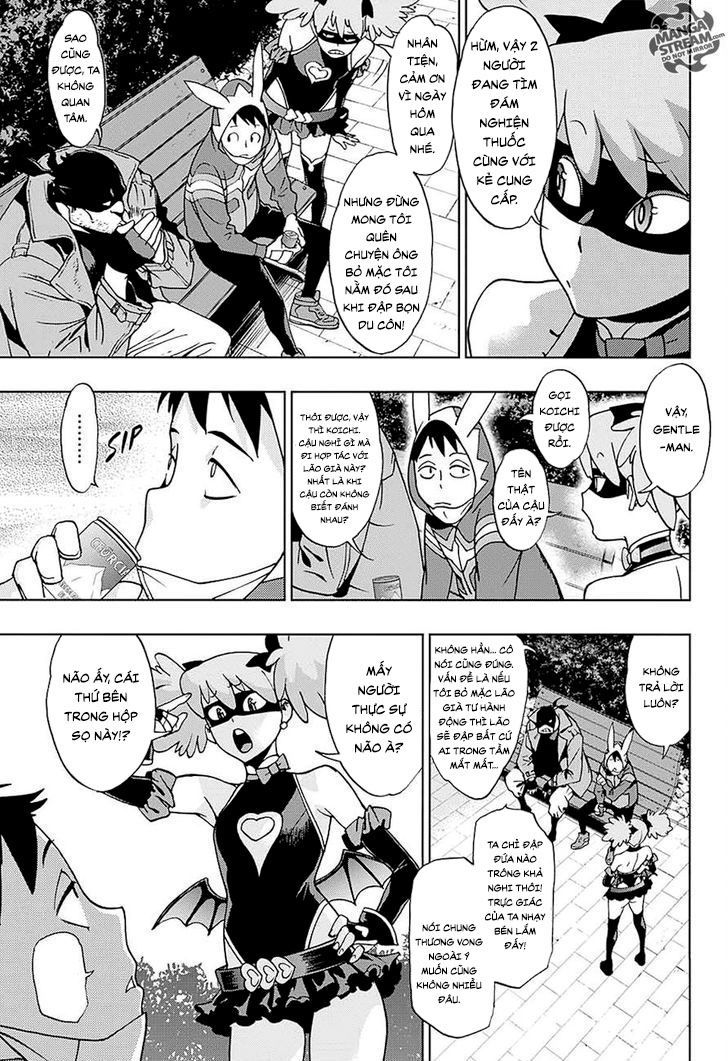 MANGA
STREAM.com
DO NOT MIRROR
HỪM, VẬY 2
NGƯỜI
ĐANG TÌM
ĐÁM
NGHIỆN
THUỐC
CÙNG VỚI
KẺ CUNG
CẤP.
NHÂN
TIỆN,
CẢM ƠN
VÌ NGÀY
HÔM
QUA NHÉ.
NHƯNG ĐỪNG
MONG TÔI
QUÊN
CHUYỆN ÔNG
BỎ MẶC TÔI
NẰM ĐÓ SAU
KHI ĐẬP BỌN
DU CÔN!
SAO
CŨNG
ĐƯỢC, TA
KHÔNG
QUAN
TÂM.
VẬY,
GENTLE
-MAN.
GỌI
KOICHI
ĐƯỢC
RỒI.
TÊN
THẬT
CỦA CẬU
ĐẤY À?
THÔI ĐƯỢC, VẬY
THÌ KOICHI.
CẬU NGHĨ GÌ MÀ
ĐI HỢP TÁC VỚI
LÃO GIÀ NÀY?
NHẤT LÀ KHI
CẬU CÒN KHÔNG
BIẾT ĐÁNH
NHAU?
SIP
.........
KHÔNG
TRẢ LỜI
LUÔN?
KHÔNG HẲN... CÔ
NÓI CŨNG ĐÚNG.
VẤN ĐỀ LÀ NẾU
TÔI BỎ MẶC LÃO
GIÀ TỰ HÀNH
ĐỘNG THÌ LÃO
SẼ ĐẬP BẤT CỨ
AI TRONG TẦM
MẮT MẤT...
TA CHỈ ĐẬP
ĐỨA NÀO
TRÔNG KHẢ
NGHI THÔI!
TRỰC GIÁC
CỦA TA NHẠY
BÉN LẮM
ĐẤY!
NÓI CHUNG
THƯƠNG VONG
NGOÀI Ý
MUỐN CŨNG
KHÔNG NHIỀU
ĐÂU.
MẤY
NGƯỜI
THỰC SỰ
KHÔNG CÓ
NÃO À?
NÃO ẤY, CÁI
THỨ BÊN
TRONG HỘP
SỌ NÀY!?